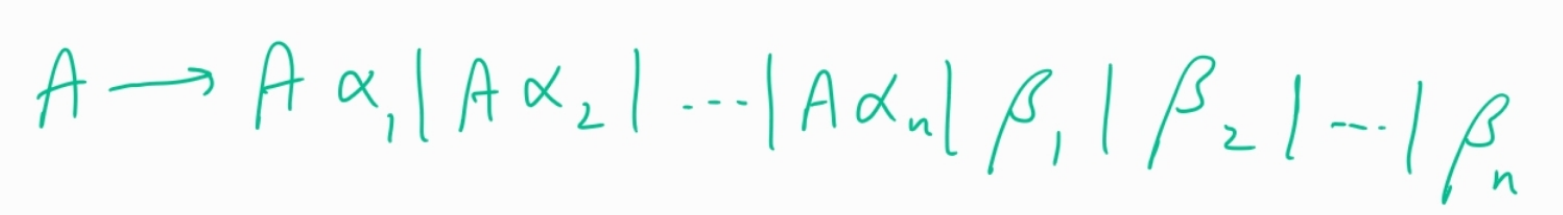 A → Aα₁ | Aα₂ | ... | Aαₙ | β₁ | β₂ | ... | βₙ